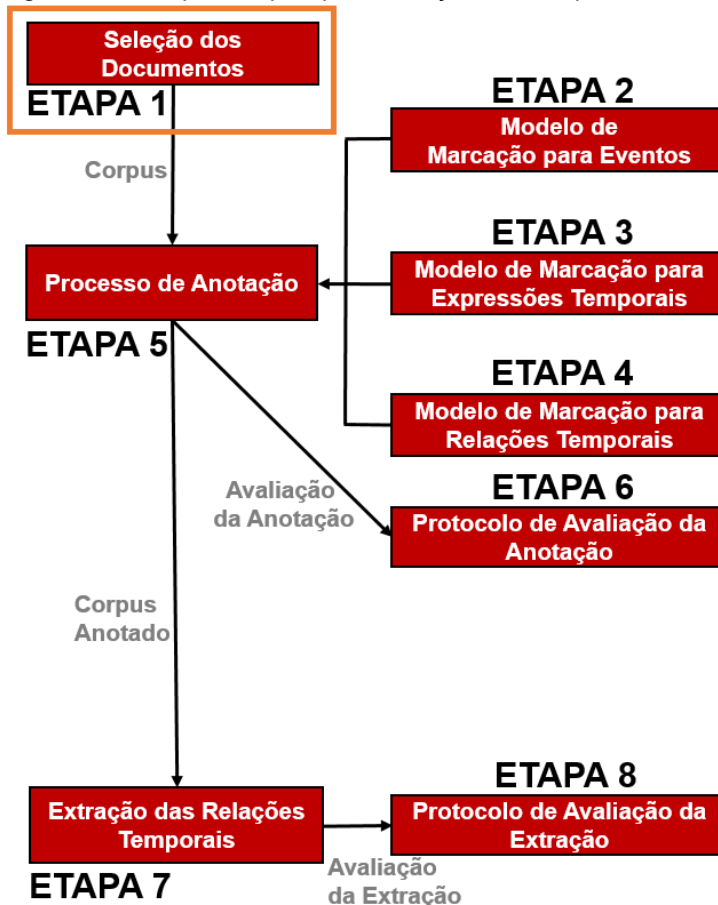 Seleção dos
Documentos
ETAPA 1
Corpus
ETAPA 2
Modelo de
Marcação para Eventos
ETAPA 3
Modelo de Marcação para
Expressões Temporais
Processo de Anotação
ETAPA 5
ETAPA 4
Modelo de Marcação para
Relações Temporais
Avaliação
da Anotação
ETAPA 6
Protocolo de Avaliação da
Anotação
Corpus
Anotado
Extração das Relações
Temporais
ETAPA 7
Avaliação
da Extração
ETAPA 8
Protocolo de Avaliação da
Extração